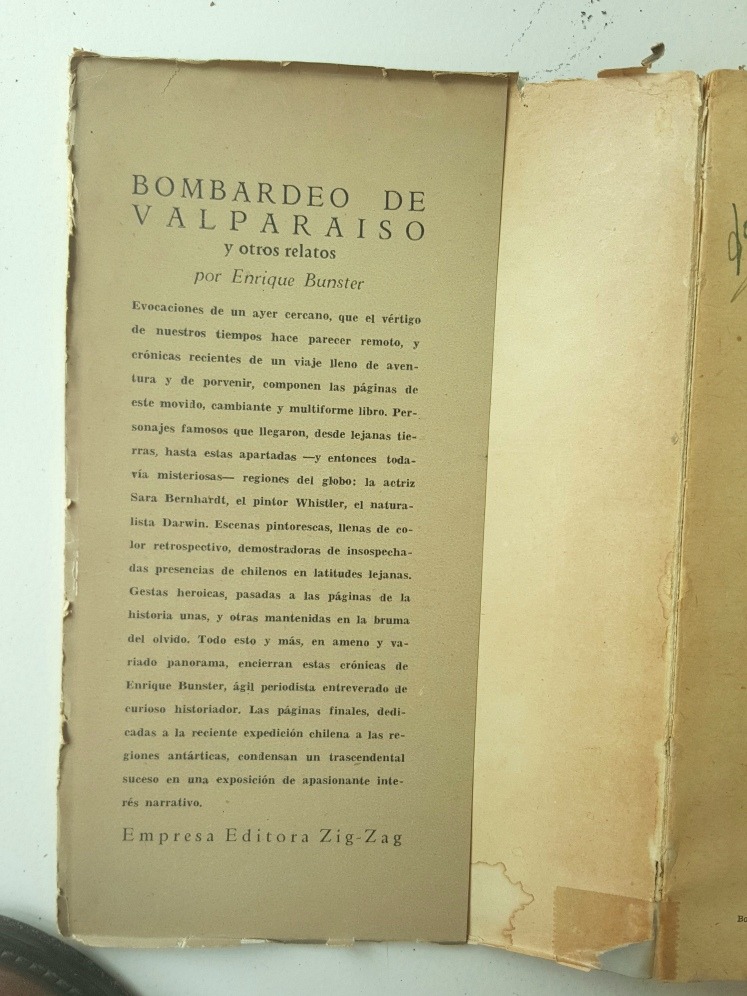 BOMBARDEO DE
VALPARAISO
y otros relatos
por Enrique Bunster
Evocaciones de un ayer cercano, que el vértigo
de nuestros tiempos hace parecer remoto, y
crónicas recientes de un viaje lleno de aven-
tura y de porvenir, componen las páginas de
este movido, cambiante y multiforme libro. Per-
sonajes famosos que llegaron, desde lejanas tie-
rras, hasta estas apartadas —y entonces toda-
vía misteriosas— regiones del globo: la actriz
Sara Bernhardt, el pintor Whistler, el natura-
lista Darwin. Escenas pintorescas, llenas de co-
lor retrospectivo, demostradoras de insospecha-
das presencias de chilenos en latitudes lejanas.
Gestas heroicas, pasadas a las páginas de la
historia unas, y otras mantenidas en la bruma
del olvido. Todo esto y más, en ameno y va-
riado panorama, encierran estas crónicas de
Enrique Bunster, ágil periodista entreverado de
curioso historiador. Las páginas finales, dedi-
cadas a la reciente expedición chilena a las re-
giones antárticas, condensan un trascendental
suceso en una exposición de apasionante inte-
rés narrativo.
Empresa Editora Zig-Zag
Bo